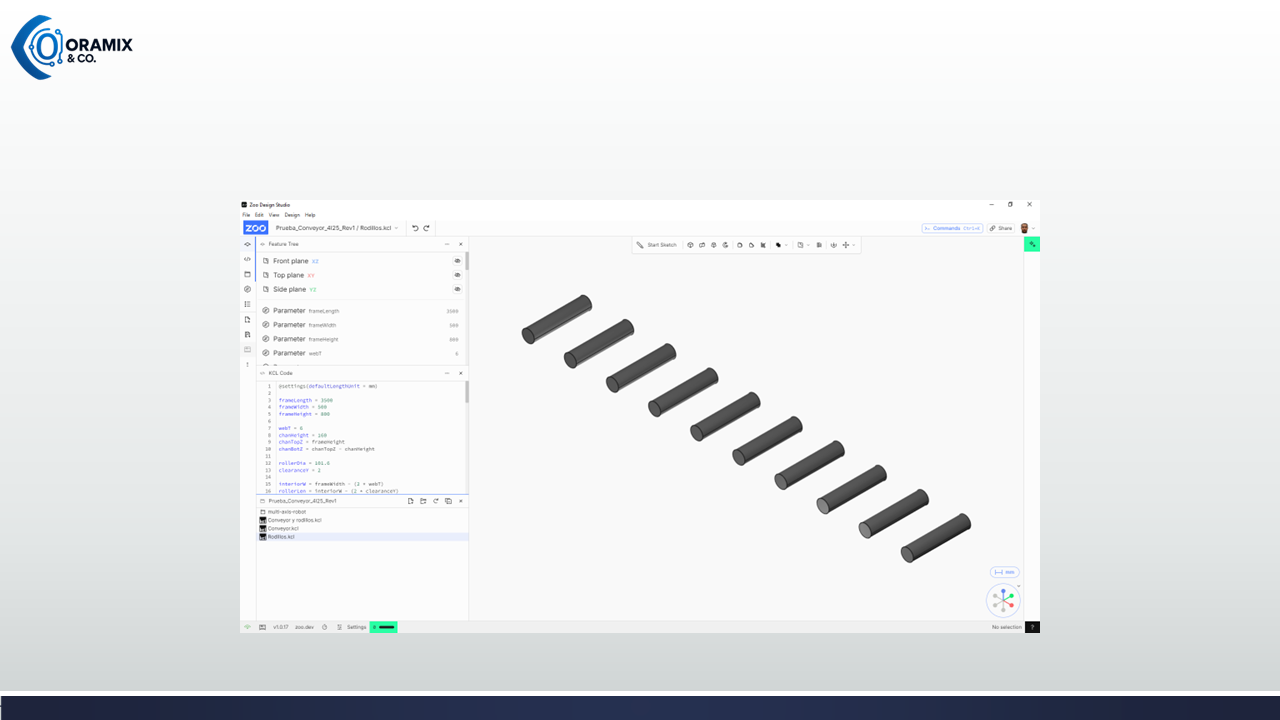 ORAMIX
& CO.
Zoo Design Studio
File Edit View Design Help
ZOO Prueba_Conveyor_4I25_Rev1 / Rodillos.kcl
Commands Ctrl+K Share
Feature Tree
Start Sketch
Front plane XZ
Top plane XY
Side plane YZ
Parameter frameLength 3500
Parameter frameWidth 500
Parameter frameHeight 800
Parameter webT 6
KCL Code
1 @settings(defaultLengthUnit = mm)
2
3 frameLength = 3500
4 frameWidth = 500
5 frameHeight = 800
6
7 webT = 6
8 chanHeight = 160
9 chanTopZ = frameHeight
10 chanBotZ = chanTopZ - chanHeight
11
12 rollerDia = 101.6
13 clearanceY = 2
14
15 interiorW = frameWidth - (2 * webT)
16 rollerLen = interiorW - (2 * clearanceY)
Prueba_Conveyor_4I25_Rev1
multi-axis-robot
Conveyor y rodillos.kcl
Conveyor.kcl
Rodillos.kcl
mm
v1.0.17 zoo.dev Settings
No selection ?